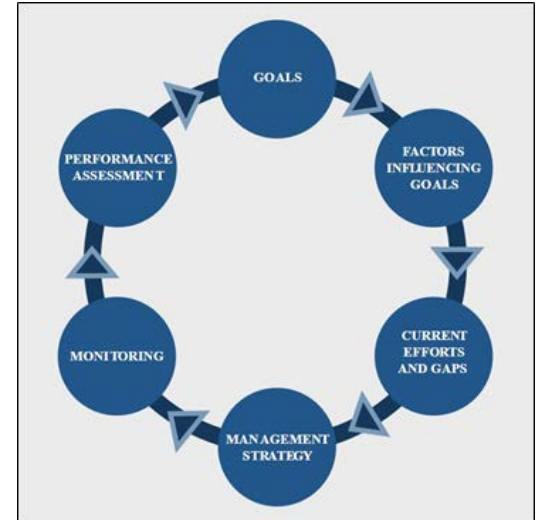 GOALS
FACTORS
INFLUENCING
GOALS
CURRENT
EFFORTS
AND GAPS
MANAGEMENT
STRATEGY
MONITORING
PERFORMANCE
ASSESSMENT